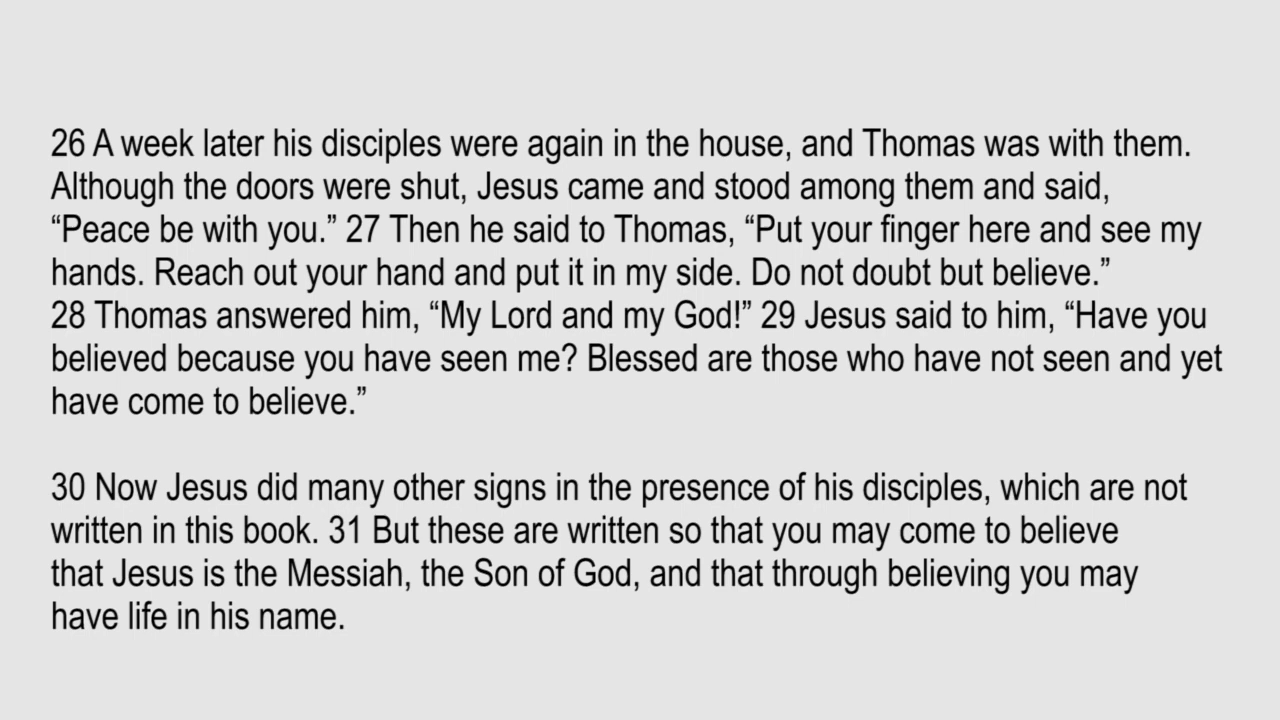 26 A week later his disciples were again in the house, and Thomas was with them.
Although the doors were shut, Jesus came and stood among them and said,
“Peace be with you.” 27 Then he said to Thomas, “Put your finger here and see my
hands. Reach out your hand and put it in my side. Do not doubt but believe.”
28 Thomas answered him, “My Lord and my God!” 29 Jesus said to him, “Have you
believed because you have seen me? Blessed are those who have not seen and yet
have come to believe.”
30 Now Jesus did many other signs in the presence of his disciples, which are not
written in this book. 31 But these are written so that you may come to believe
that Jesus is the Messiah, the Son of God, and that through believing you may
have life in his name.